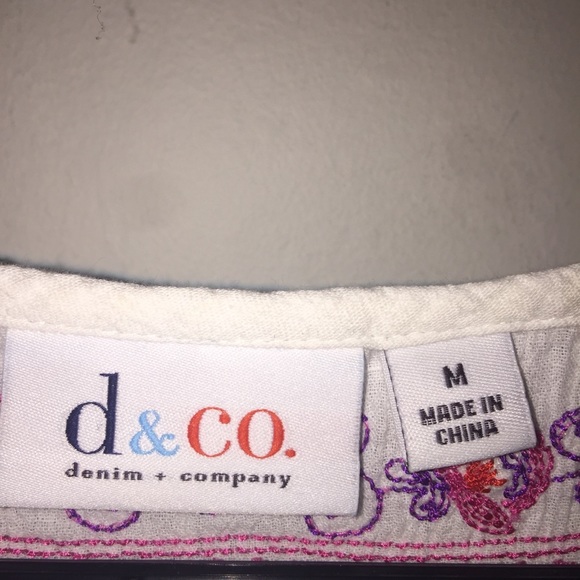 d&co.
denim + company
M
MADE IN
CHINA